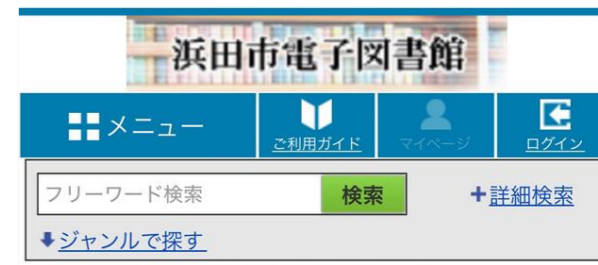 浜田市電子図書館
メニュー ご利用ガイド マイページ ログイン
フリーワード検索 検索 +詳細検索
ジャンルで探す